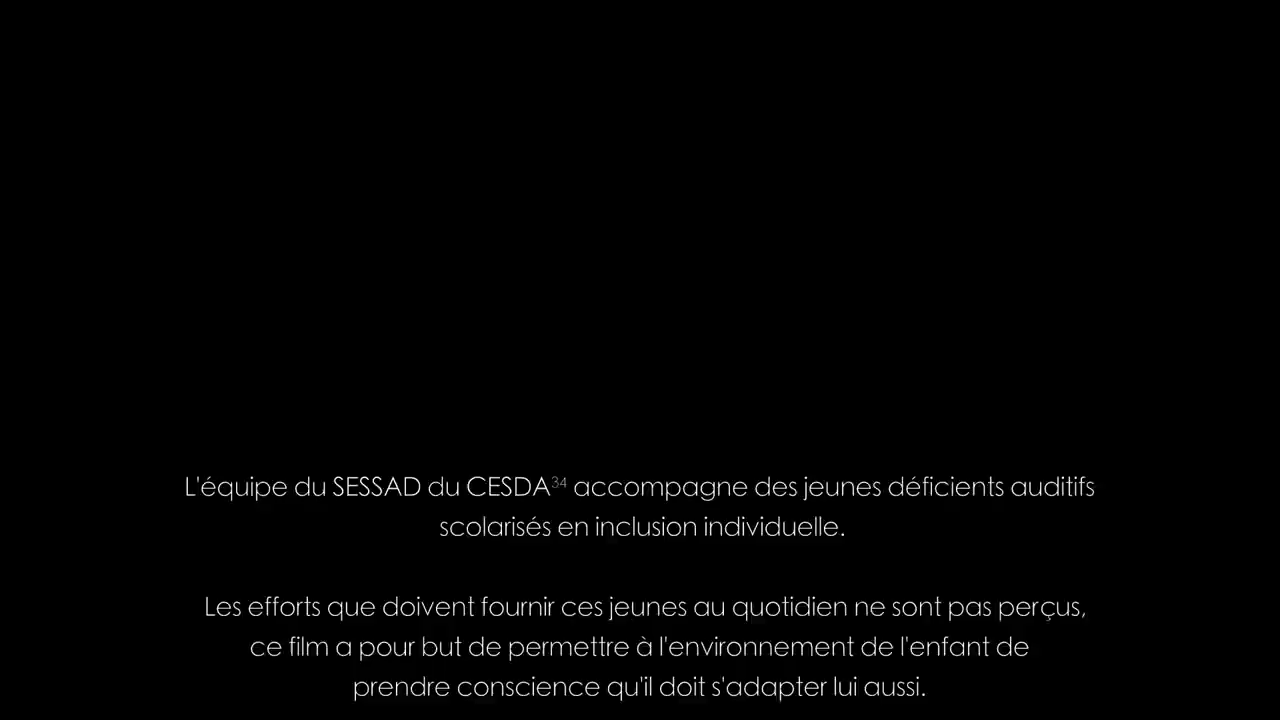 L'équipe du SESSAD du CESDA³⁴ accompagne des jeunes déficients auditifs
scolarisés en inclusion individuelle.
Les efforts que doivent fournir ces jeunes au quotidien ne sont pas perçus,
ce film a pour but de permettre à l'environnement de l'enfant de
prendre conscience qu'il doit s'adapter lui aussi.